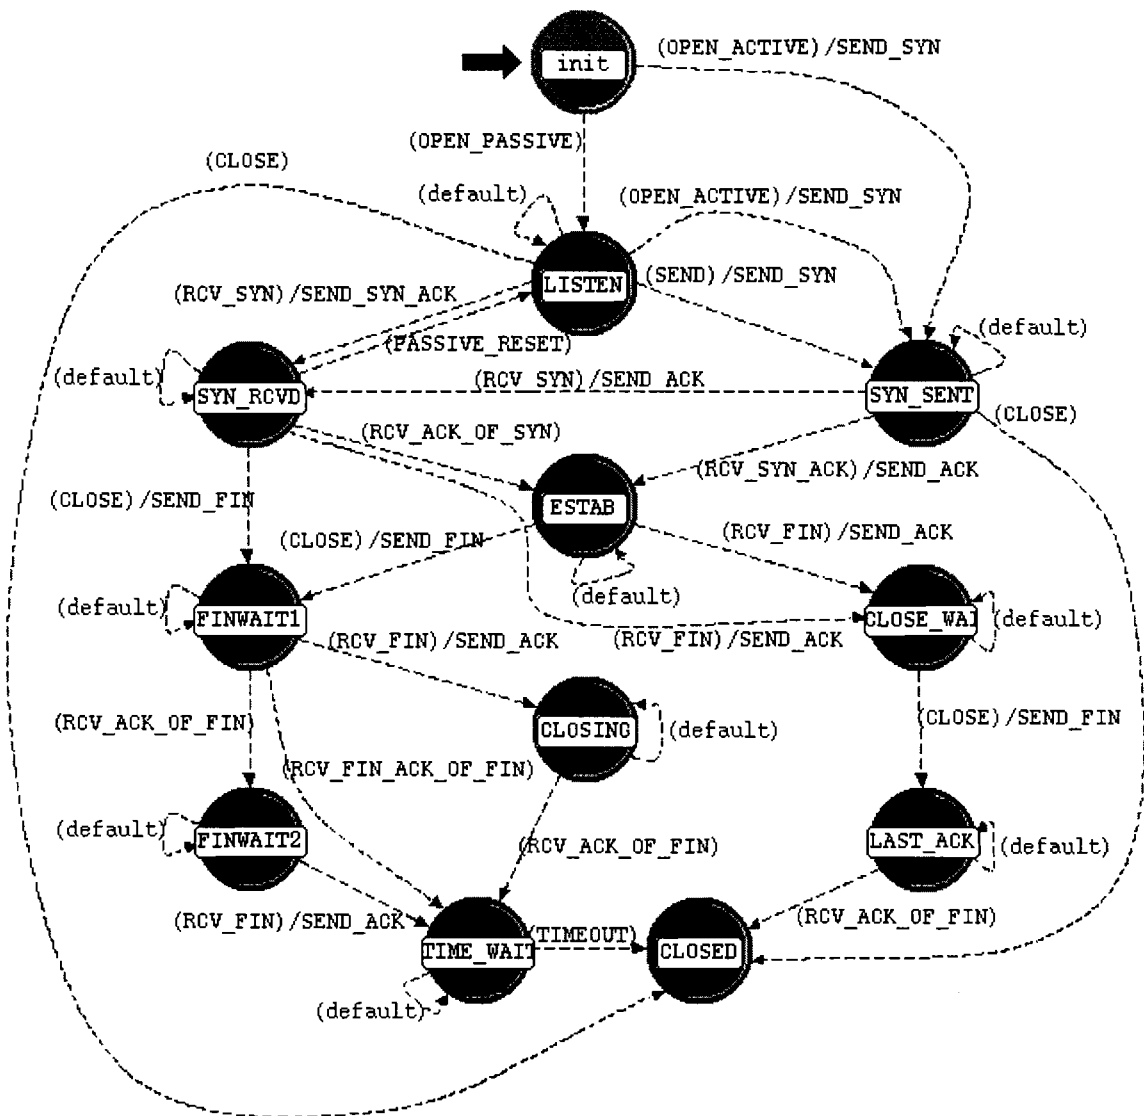 (OPEN_ACTIVE)/SEND_SYN
init
(OPEN_PASSIVE)
(CLOSE)
(default)
(OPEN_ACTIVE)/SEND_SYN
LISTEN
(SEND)/SEND_SYN
(RCV_SYN)/SEND_SYN_ACK
(default)
(PASSIVE_RESET)
(default)
(RCV_SYN)/SEND_ACK
SYN_RCVD
SYN_SENT
(CLOSE)
(RCV_ACK_OF_SYN)
(RCV_SYN_ACK)/SEND_ACK
(CLOSE)/SEND_FIN
ESTAB
(RCV_FIN)/SEND_ACK
(CLOSE)/SEND_FIN
(default)
(default)
FINWAIT1
CLOSE_WAI
(default)
(RCV_FIN)/SEND_ACK
(RCV_FIN)/SEND_ACK
(RCV_ACK_OF_FIN)
CLOSING
(default)
(CLOSE)/SEND_FIN
(RCV_FIN_ACK_OF_FIN)
(default)
FINWAIT2
LAST_ACK
(default)
(RCV_ACK_OF_FIN)
(RCV_FIN)/SEND_ACK
(RCV_ACK_OF_FIN)
(TIMEOUT)
TIME_WAIT
CLOSED
(default)